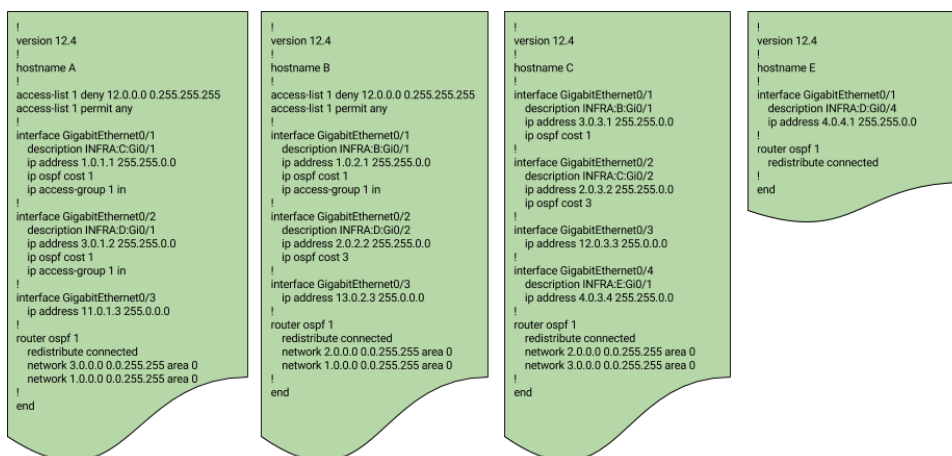 !
version 12.4
!
hostname A
!
access-list 1 deny 12.0.0.0 0.255.255.255
access-list 1 permit any
!
interface GigabitEthernet0/1
description INFRA:C:Gi0/1
ip address 1.0.1.1 255.255.0.0
ip ospf cost 1
ip access-group 1 in
!
interface GigabitEthernet0/2
description INFRA:D:Gi0/1
ip address 3.0.1.2 255.255.0.0
ip ospf cost 1
ip access-group 1 in
!
interface GigabitEthernet0/3
ip address 11.0.1.3 255.0.0.0
!
router ospf 1
redistribute connected
network 3.0.0.0 0.0.255.255 area 0
network 1.0.0.0 0.0.255.255 area 0
!
end
!
version 12.4
!
hostname B
!
access-list 1 deny 12.0.0.0 0.255.255.255
access-list 1 permit any
!
interface GigabitEthernet0/1
description INFRA:B:Gi0/1
ip address 1.0.2.1 255.255.0.0
ip ospf cost 1
ip access-group 1 in
!
interface GigabitEthernet0/2
description INFRA:D:Gi0/2
ip address 2.0.2.2 255.255.0.0
ip ospf cost 3
!
interface GigabitEthernet0/3
ip address 13.0.2.3 255.0.0.0
!
router ospf 1
redistribute connected
network 2.0.0.0 0.0.255.255 area 0
network 1.0.0.0 0.0.255.255 area 0
!
end
!
version 12.4
!
hostname C
!
interface GigabitEthernet0/1
description INFRA:B:Gi0/1
ip address 3.0.3.1 255.255.0.0
ip ospf cost 1
!
interface GigabitEthernet0/2
description INFRA:C:Gi0/2
ip address 2.0.3.2 255.255.0.0
ip ospf cost 3
!
interface GigabitEthernet0/3
ip address 12.0.3.3 255.0.0.0
!
interface GigabitEthernet0/4
description INFRA:E:Gi0/1
ip address 4.0.3.4 255.255.0.0
!
router ospf 1
redistribute connected
network 2.0.0.0 0.0.255.255 area 0
network 3.0.0.0 0.0.255.255 area 0
!
end
!
version 12.4
!
hostname E
!
interface GigabitEthernet0/1
description INFRA:D:Gi0/4
ip address 4.0.4.1 255.255.0.0
!
router ospf 1
redistribute connected
!
end